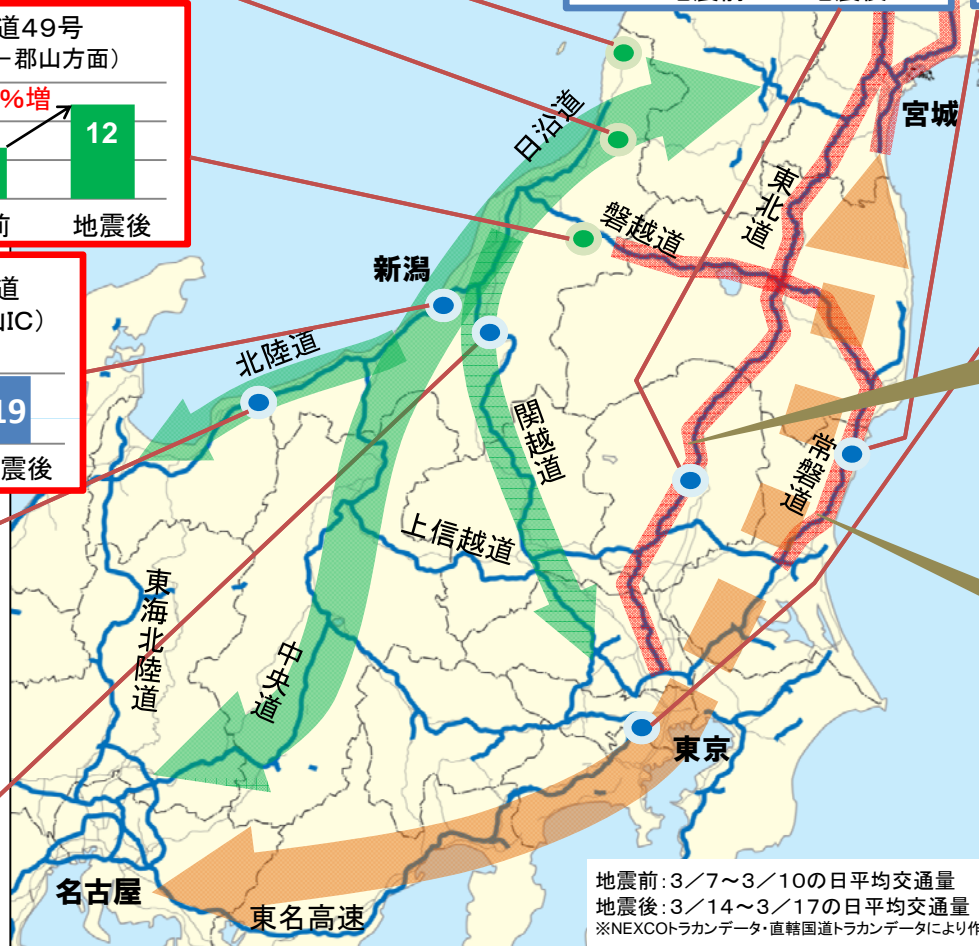 道49号
－郡山方面）
%増
12
前
地震後
道
IC）
19
震後
日沿道
宮城
東北道
磐越道
新潟
北陸道
関越道
常磐道
上信越道
東海北陸道
中央道
東京
名古屋
東名高速
地震前：3／7～3／10の日平均交通量
地震後：3／14～3／17の日平均交通量
※NEXCOトラカンデータ・直轄国道トラカンデータにより作